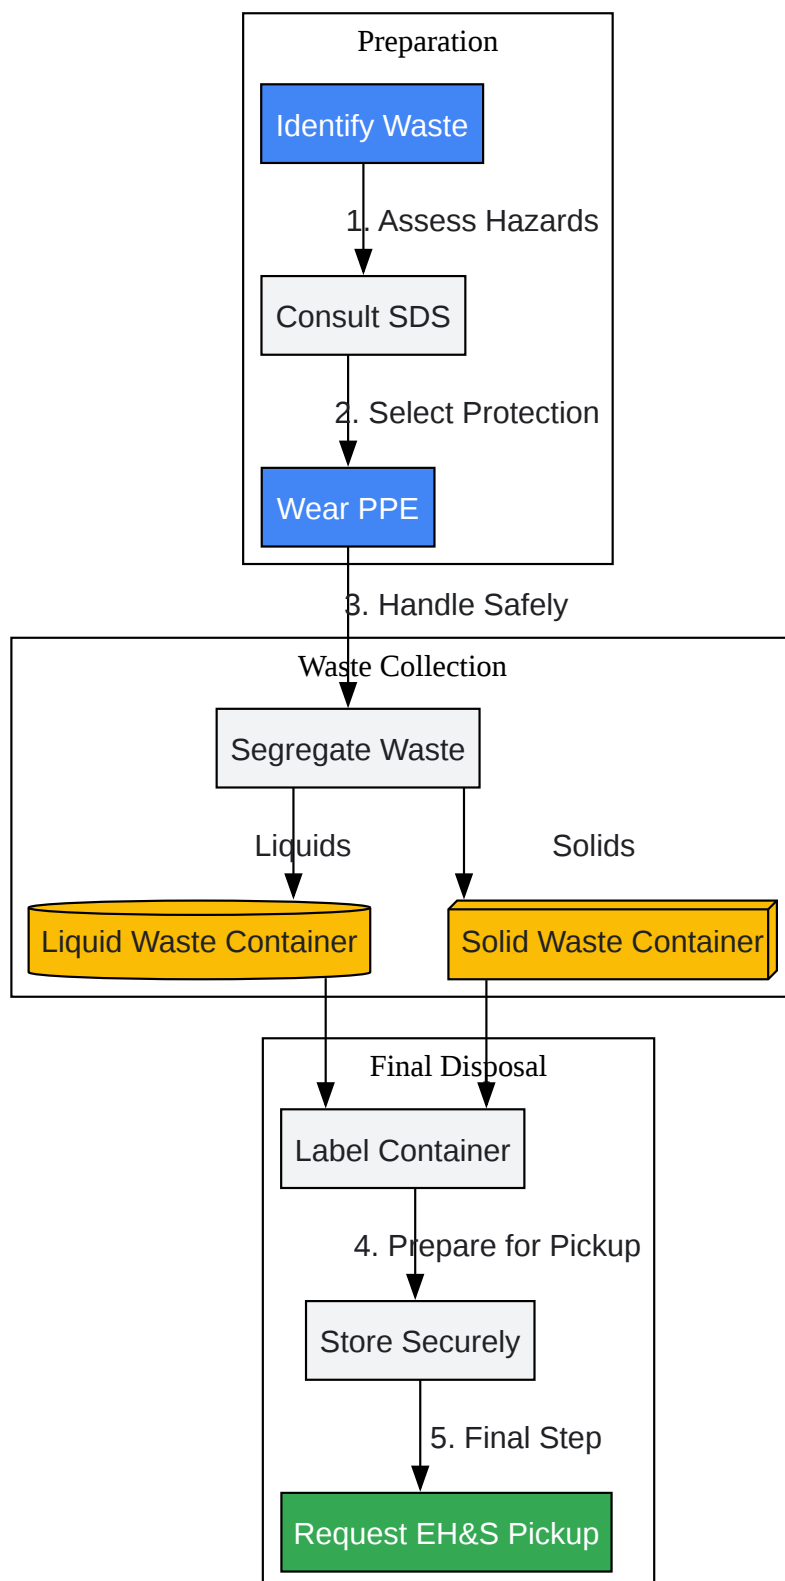 Preparation
Identify Waste
1. Assess Hazards
Consult SDS
2. Select Protection
Wear PPE
3. Handle Safely
Waste Collection
Segregate Waste
Liquids
Solids
Liquid Waste Container
Solid Waste Container
Final Disposal
Label Container
4. Prepare for Pickup
Store Securely
5. Final Step
Request EH&S Pickup